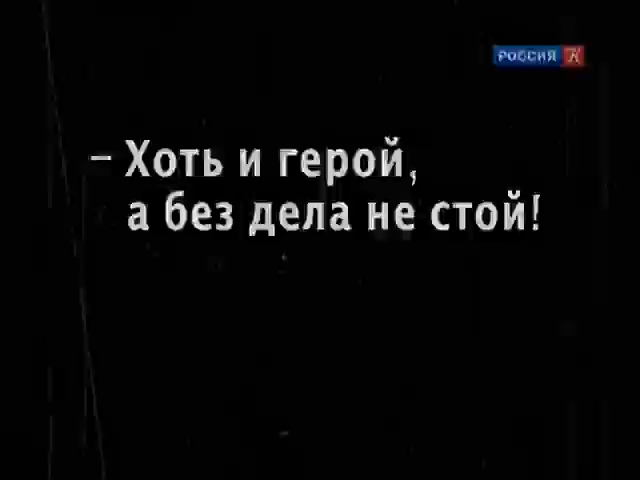 РОССИЯ К
– Хоть и герой,
а без дела не стой!